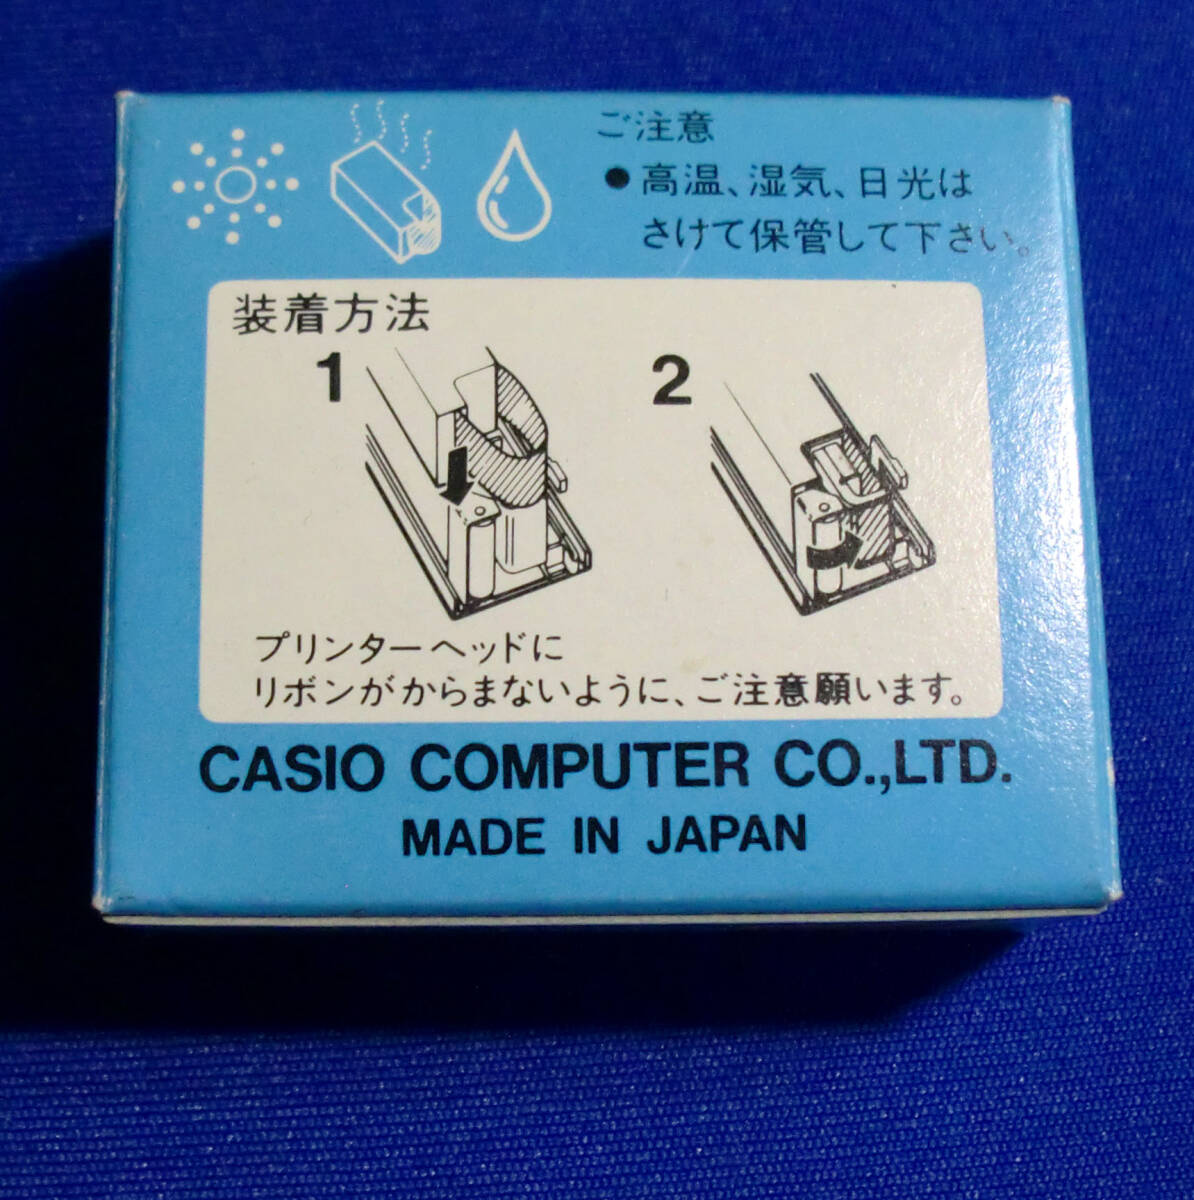 ご注意
●高温、湿気、日光は
さけて保管して下さい。
装着方法
1
2
プリンターヘッドに
リボンがからまないように、ご注意願います。
CASIO COMPUTER CO.,LTD.
MADE IN JAPAN